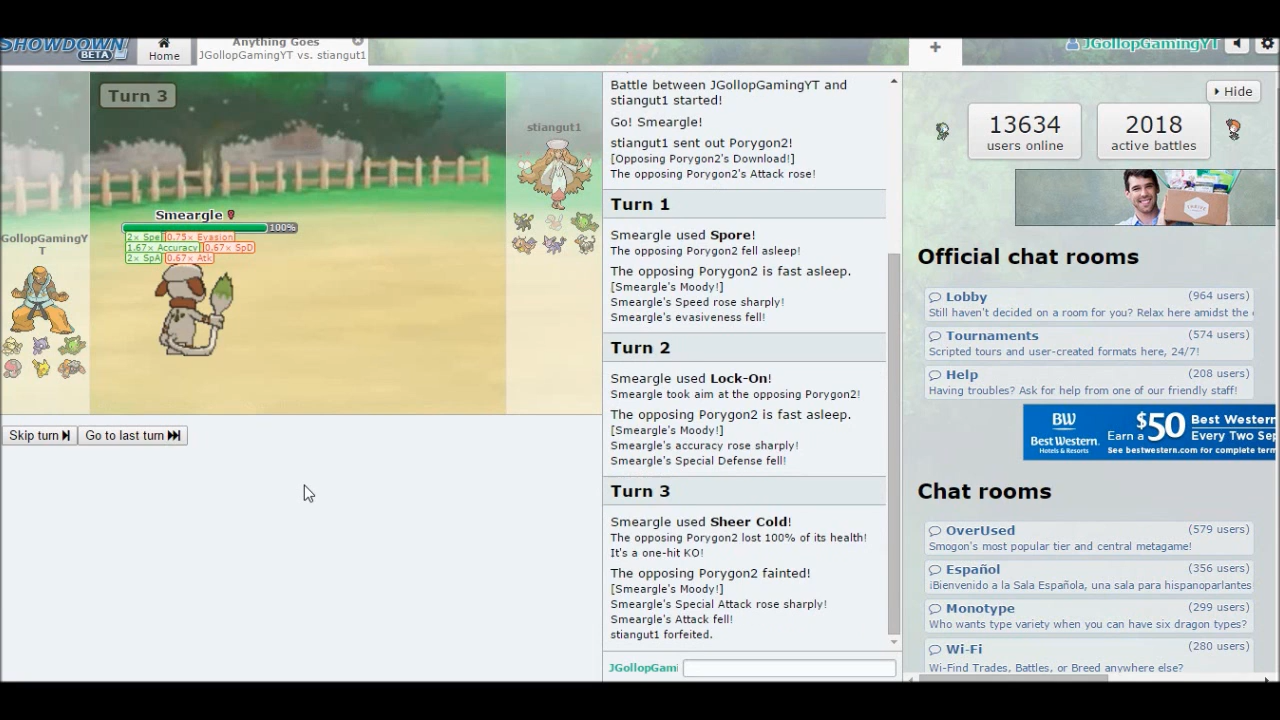 SHOWDOWN!
BETA
Home
Anything Goes
JGollopGamingYT vs. stiangut1
+
JGollopGamingYT
Turn 3
stiangut1
Smeargle
100%
2× Spe 0.75× Evasion
1.67× Accuracy 0.67× SpD
2× SpA 0.67× Atk
GollopGamingY
T
Skip turn
Go to last turn
Battle between JGollopGamingYT and
stiangut1 started!
Go! Smeargle!
stiangut1 sent out Porygon2!
[Opposing Porygon2's Download!]
The opposing Porygon2's Attack rose!
Turn 1
Smeargle used Spore!
The opposing Porygon2 fell asleep!
The opposing Porygon2 is fast asleep.
[Smeargle's Moody!]
Smeargle's Speed rose sharply!
Smeargle's evasiveness fell!
Turn 2
Smeargle used Lock-On!
Smeargle took aim at the opposing Porygon2!
The opposing Porygon2 is fast asleep.
[Smeargle's Moody!]
Smeargle's accuracy rose sharply!
Smeargle's Special Defense fell!
Turn 3
Smeargle used Sheer Cold!
The opposing Porygon2 lost 100% of its health!
It's a one-hit KO!
The opposing Porygon2 fainted!
[Smeargle's Moody!]
Smeargle's Special Attack rose sharply!
Smeargle's Attack fell!
stiangut1 forfeited.
JGollopGami
Hide
13634
users online
2018
active battles
Official chat rooms
Lobby (964 users)
Still haven't decided on a room for you? Relax here amidst the
Tournaments (574 users)
Scripted tours and user-created formats here, 24/7!
Help (208 users)
Having troubles? Ask for help from one of our friendly staff!
BW
Best Western.
Hotels & Resorts
Earn a $50
Best Western
Every Two Sep
See bestwestern.com for complete term
Chat rooms
OverUsed (579 users)
Smogon's most popular tier and central metagame!
Español (356 users)
¡Bienvenido a la Sala Española, una sala para hispanoparlantes
Monotype (299 users)
Who wants type variety when you can have six dragon types?
Wi-Fi (280 users)
Wi-Find Trades, Battles, or Breed anywhere else?